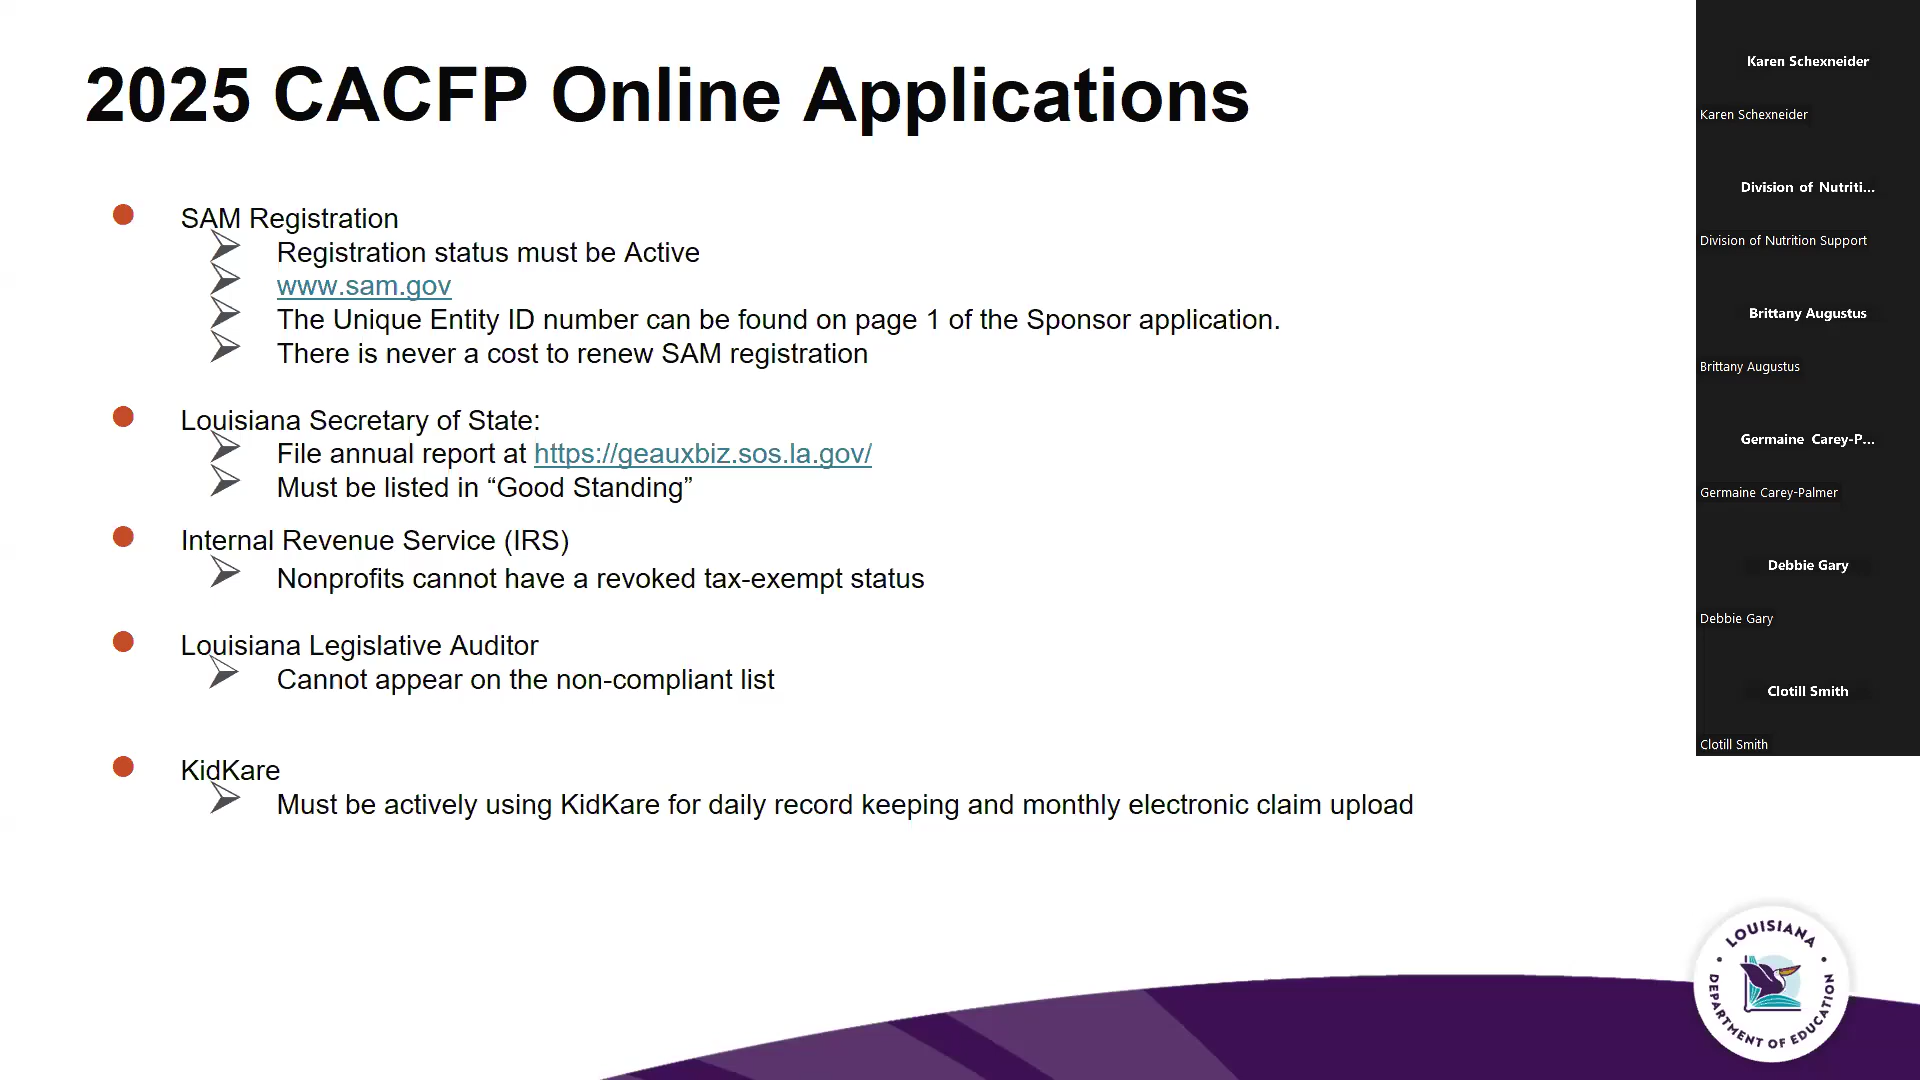 2025 CACFP Online Applications
SAM Registration
Registration status must be Active
www.sam.gov
The Unique Entity ID number can be found on page 1 of the Sponsor application.
There is never a cost to renew SAM registration
Louisiana Secretary of State:
File annual report at https://geauxbiz.sos.la.gov/
Must be listed in “Good Standing”
Internal Revenue Service (IRS)
Nonprofits cannot have a revoked tax-exempt status
Louisiana Legislative Auditor
Cannot appear on the non-compliant list
KidKare
Must be actively using KidKare for daily record keeping and monthly electronic claim upload
Karen Schexneider
Karen Schexneider
Division of Nutriti...
Division of Nutrition Support
Brittany Augustus
Brittany Augustus
Germaine Carey-P...
Germaine Carey-Palmer
Debbie Gary
Debbie Gary
Clotill Smith
Clotill Smith
LOUISIANA
DEPARTMENT OF EDUCATION